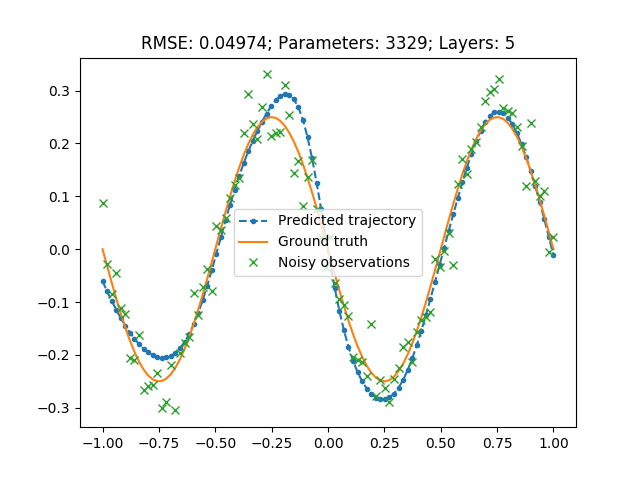 RMSE: 0.04974; Parameters: 3329; Layers: 5
0.3
0.2
0.1
0.0
−0.1
−0.2
−0.3
Predicted trajectory
Ground truth
Noisy observations
−1.00 −0.75 −0.50 −0.25 0.00 0.25 0.50 0.75 1.00